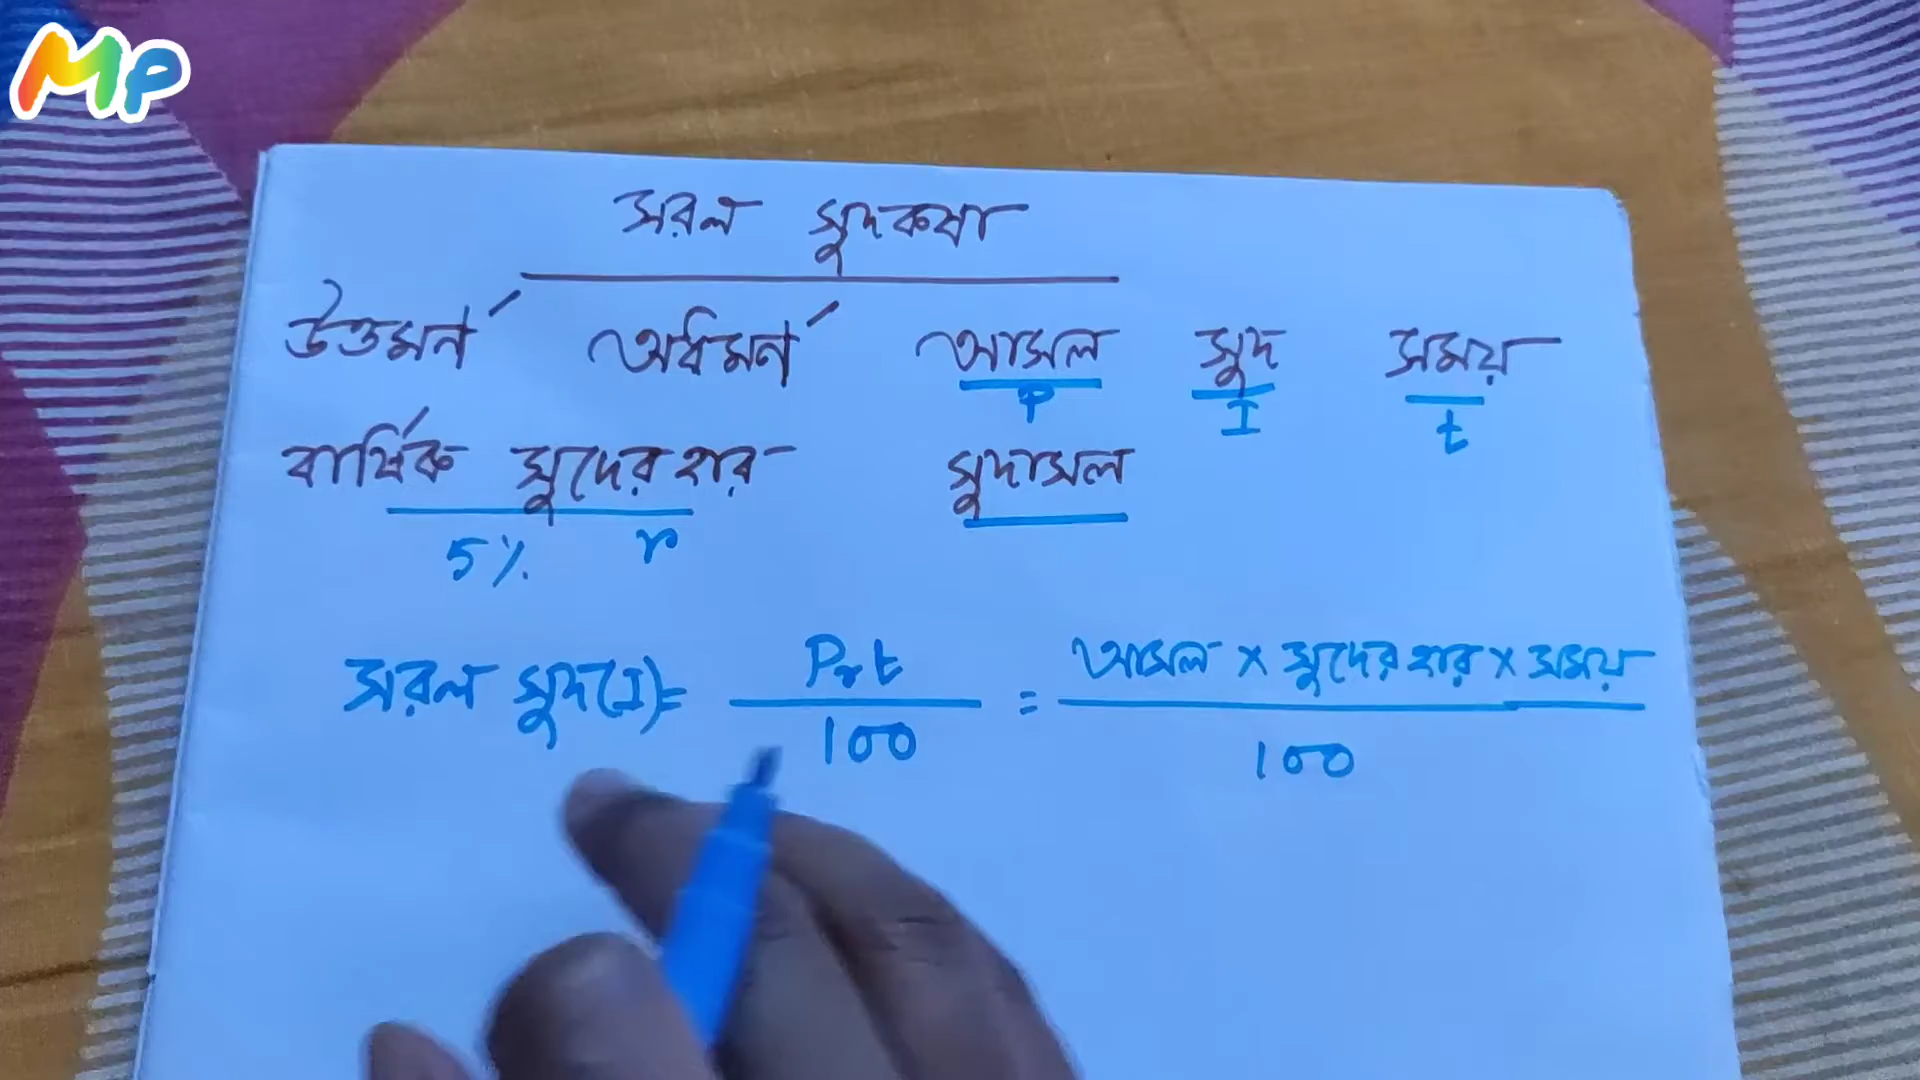 MP
সরল সুদকষা
উত্তমর্ণ অধমর্ণ আসল সুদ সময়
P I t
বার্ষিক সুদের হার সুদাসল
5% r
সরল সুদ(I) = Prt / 100 = আসল × সুদের হার × সময় / 100